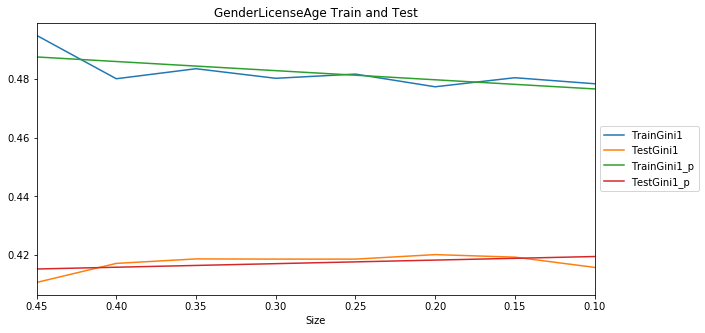 GenderLicenseAge Train and Test
0.48
0.46
0.44
0.42
0.45 0.40 0.35 0.30 0.25 0.20 0.15 0.10
Size
TrainGini1
TestGini1
TrainGini1_p
TestGini1_p